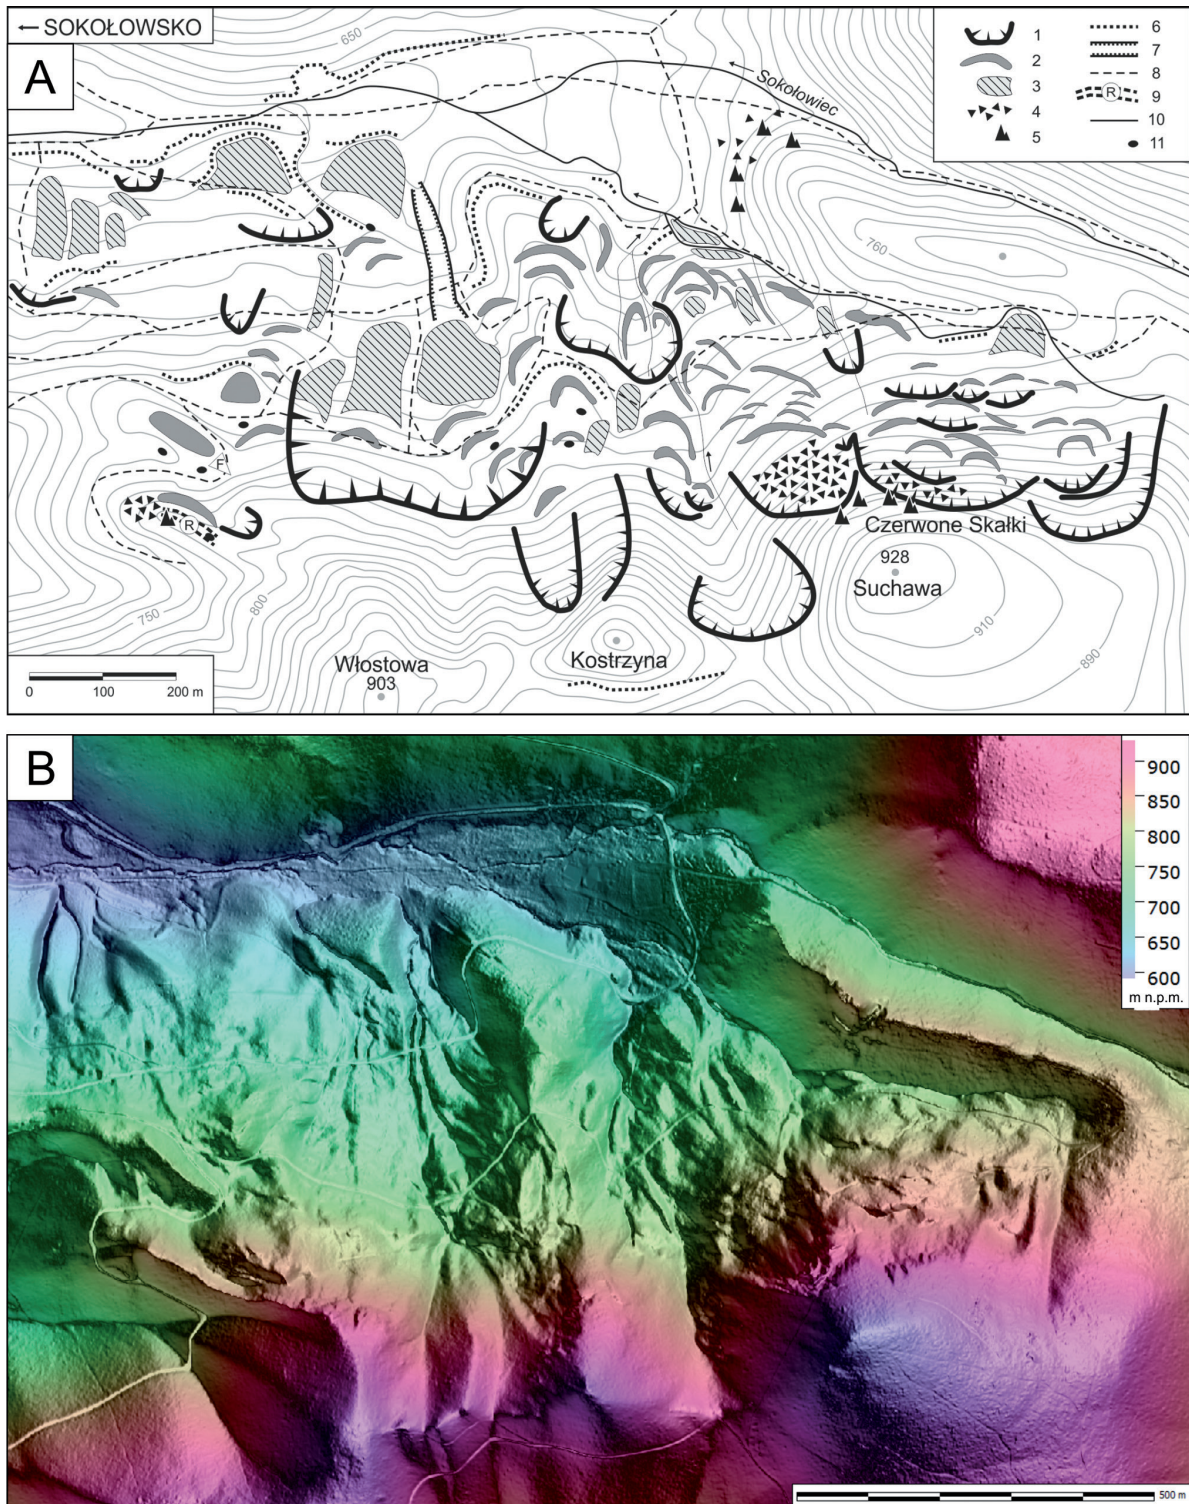 ← SOKOŁOWSKO
A
650
← Sokołowiec
1
2
3
4
5
6
7
8
R 9
10
11
760
F
R
Czerwone Skałki
928
Suchawa
750
800
910
890
Włostowa
903
Kostrzyna
0 100 200 m
B
900
850
800
750
700
650
600
m n.p.m.
500 m